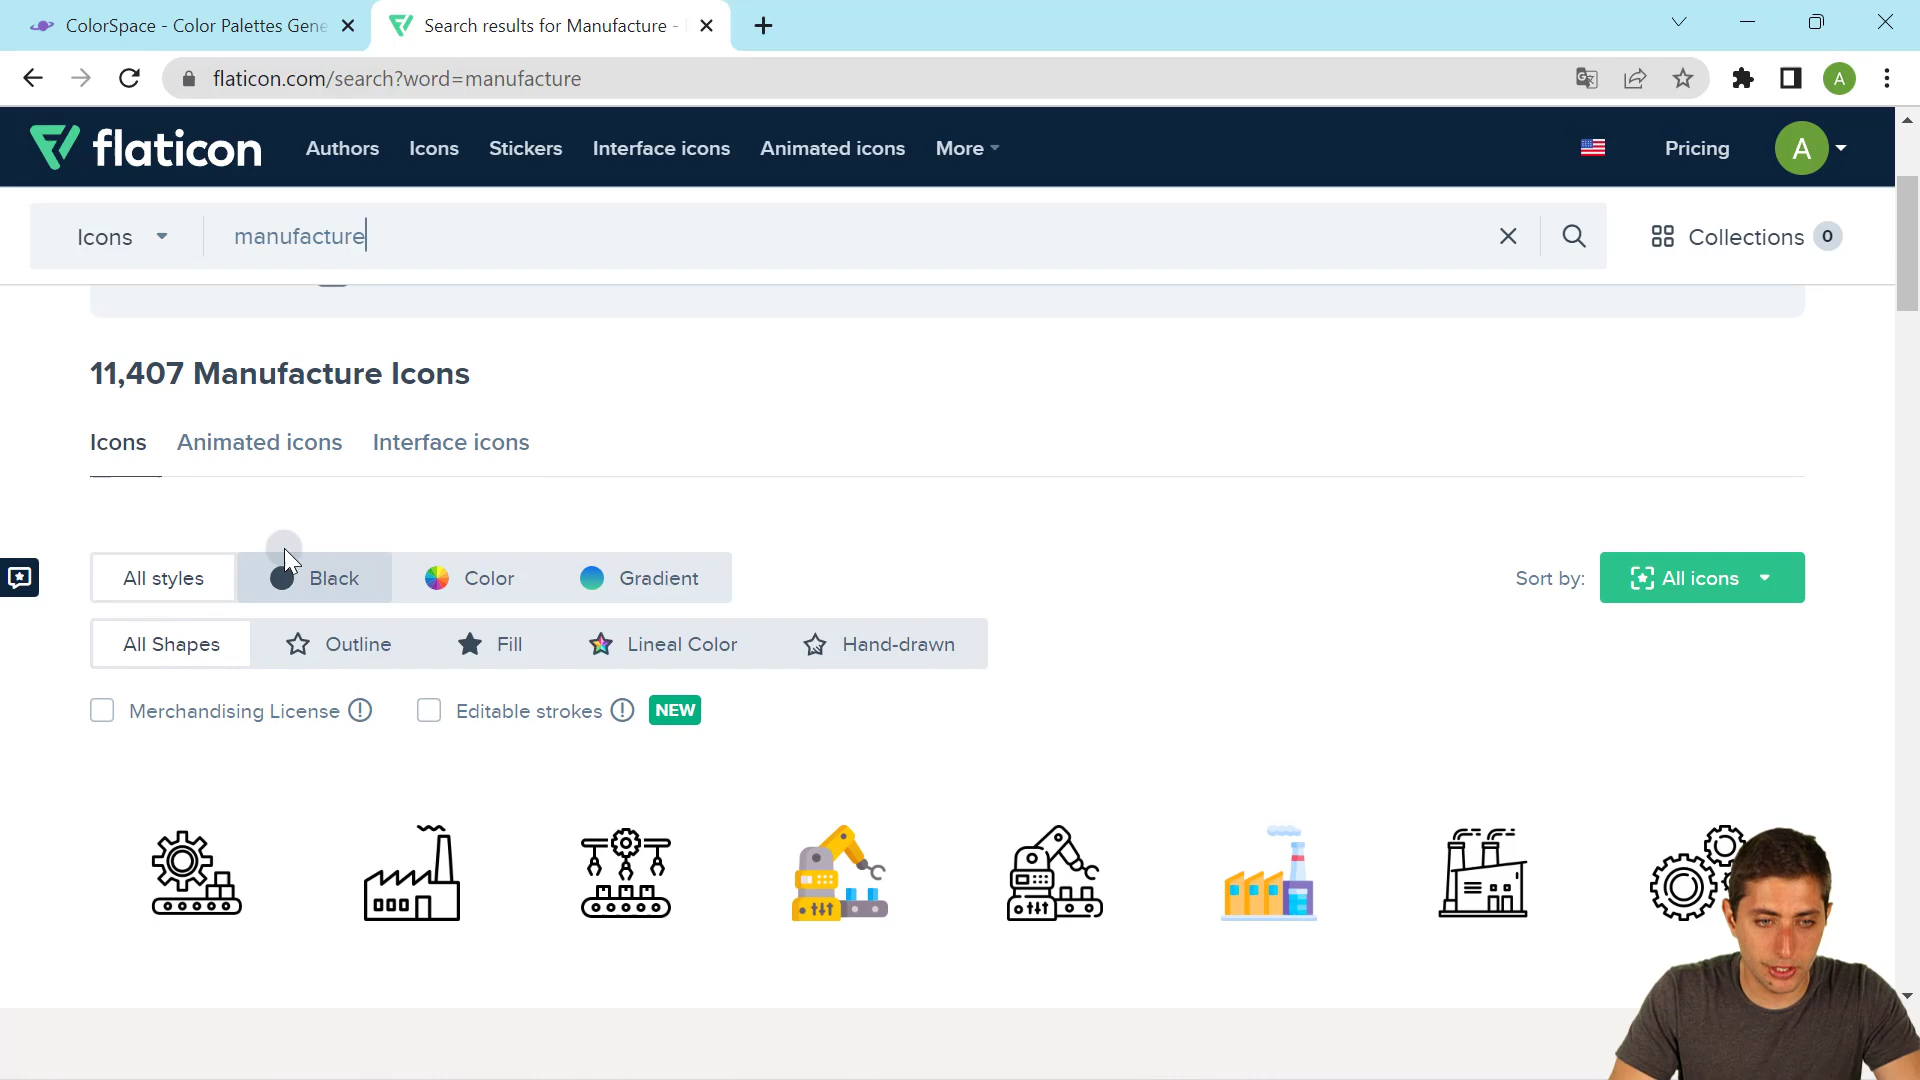 ColorSpace - Color Palettes Gene
Search results for Manufacture -
flaticon.com/search?word=manufacture
A
flaticon
Authors
Icons
Stickers
Interface icons
Animated icons
More
Pricing
A
Icons
manufacture
Collections
0
11,407 Manufacture Icons
Icons
Animated icons
Interface icons
All styles
Black
Color
Gradient
Sort by:
All icons
All Shapes
Outline
Fill
Lineal Color
Hand-drawn
Merchandising License
Editable strokes
NEW